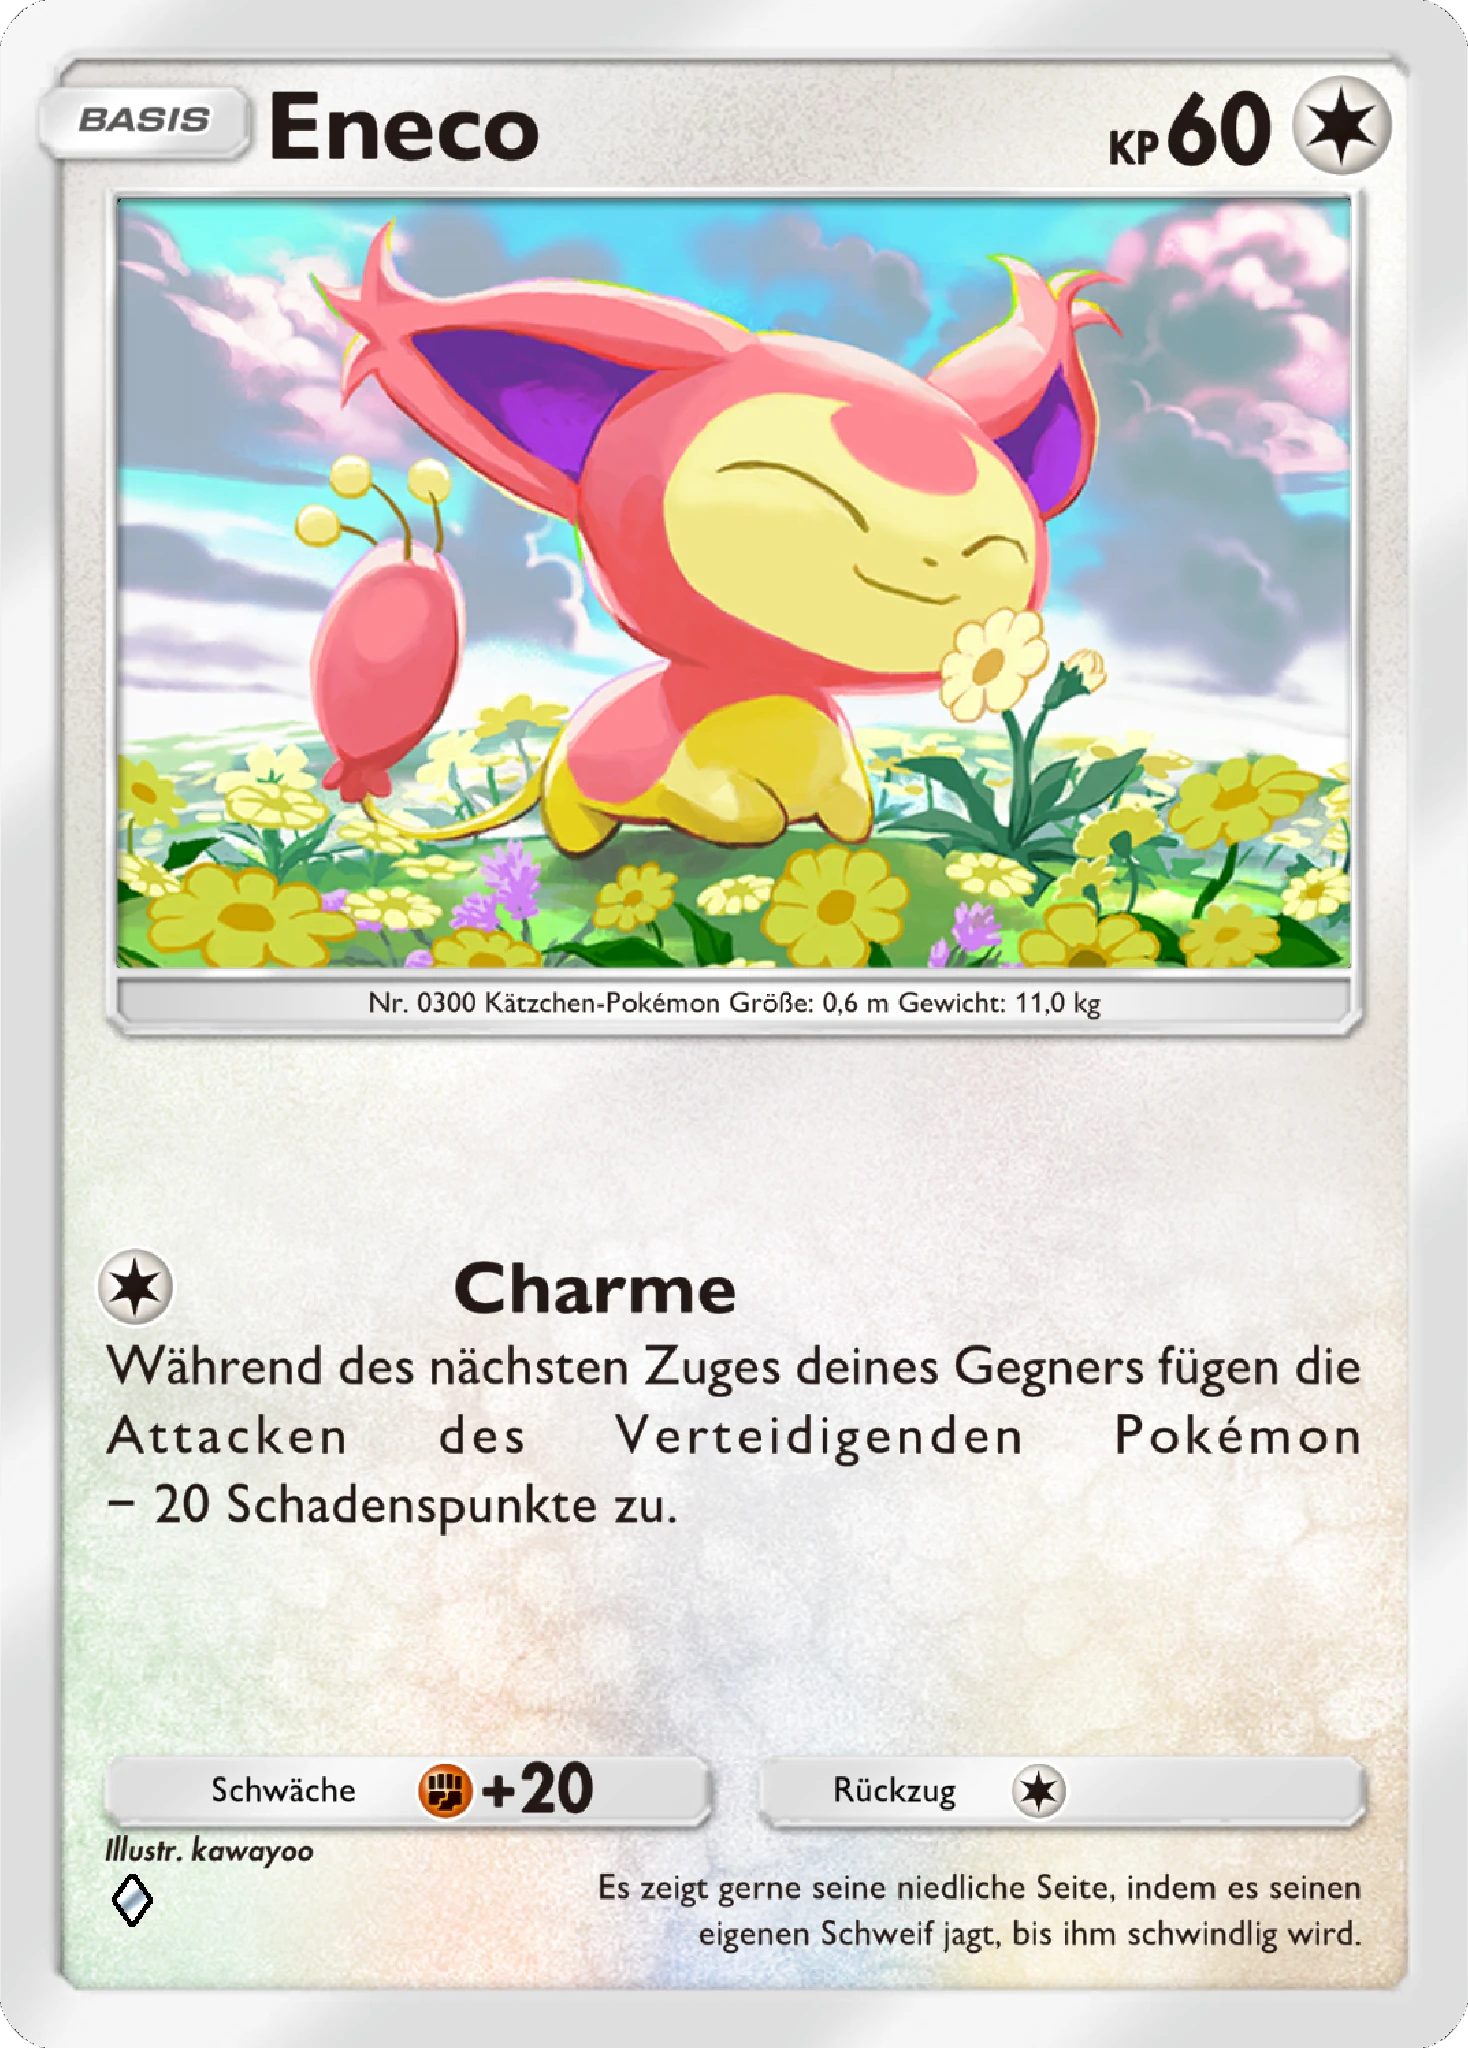 BASIS
Eneco
KP 60
Nr. 0300 Kätzchen-Pokémon Größe: 0,6 m Gewicht: 11,0 kg
Charme
Während des nächsten Zuges deines Gegners fügen die
Attacken des Verteidigenden Pokémon
− 20 Schadenspunkte zu.
Schwäche +20
Rückzug
Illustr. kawayoo
Es zeigt gerne seine niedliche Seite, indem es seinen
eigenen Schweif jagt, bis ihm schwindlig wird.